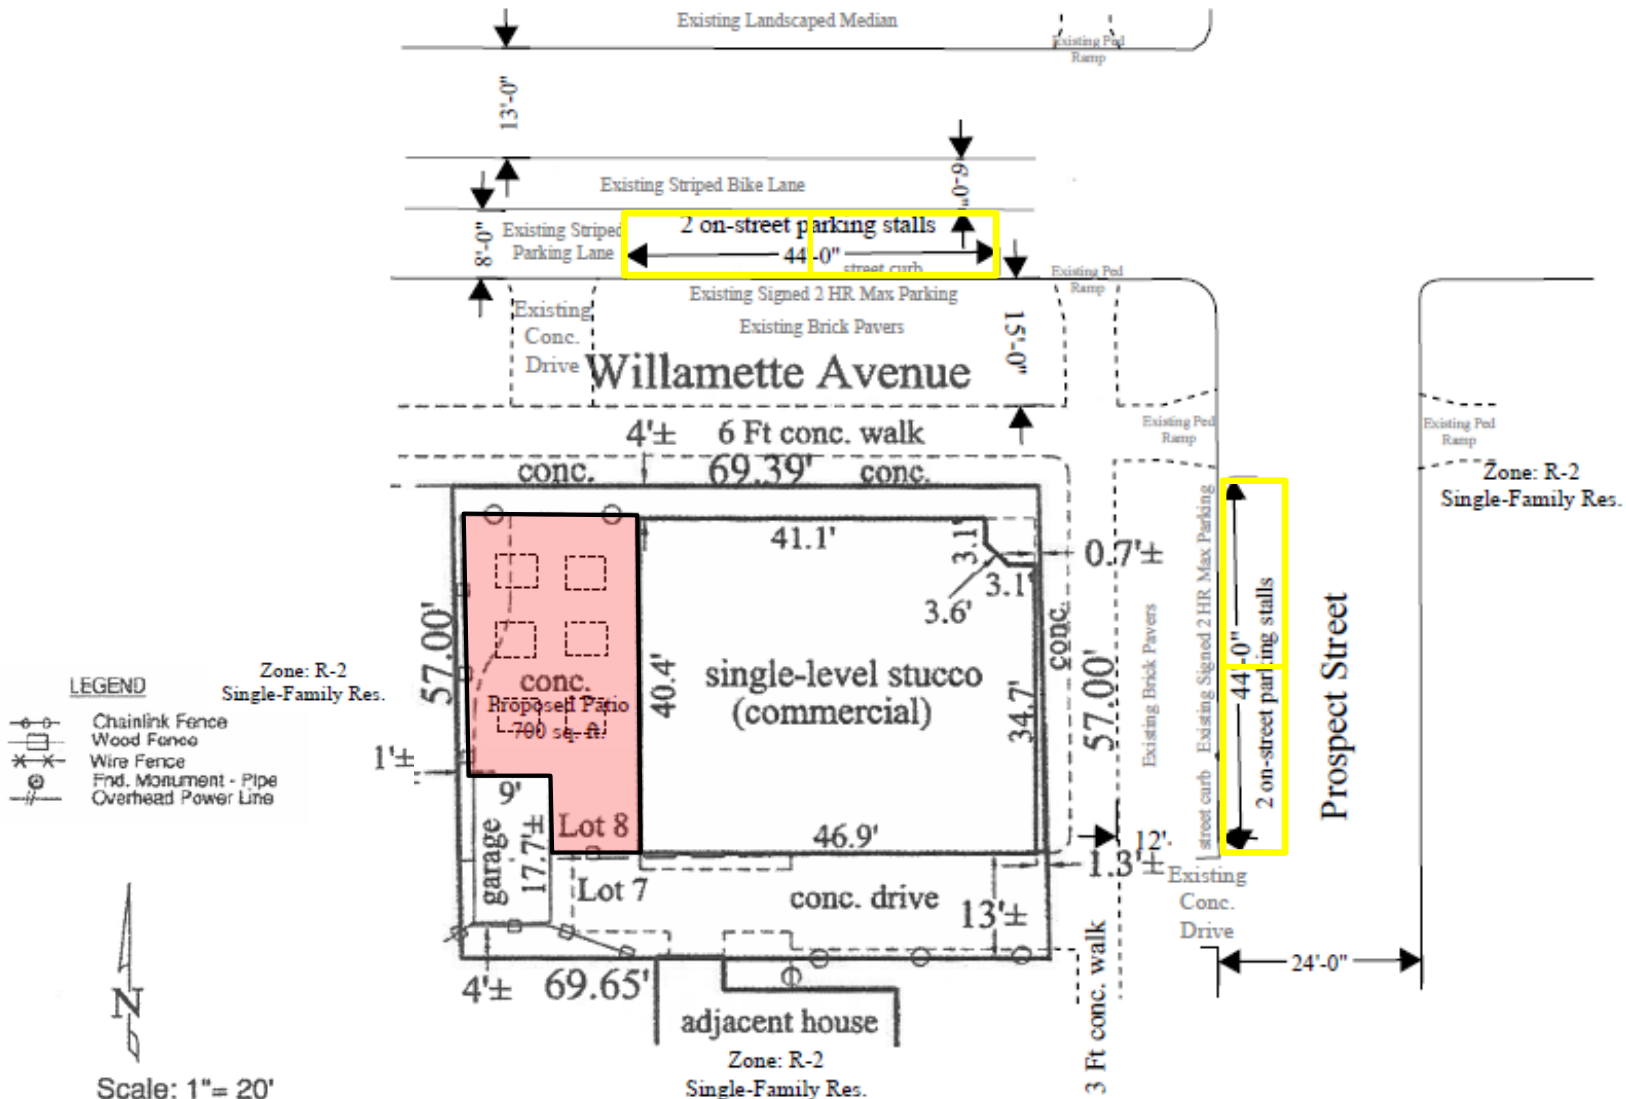 Existing Landscaped Median
Existing Ped
Ramp
13'-0"
Existing Striped Bike Lane
6'-0"
8'-0"
Existing Striped
Parking Lane
2 on-street parking stalls
44'-0"
street curb
Existing Ped
Ramp
Existing Signed 2 HR Max Parking
Existing Brick Pavers
Existing
Conc.
Drive
15'-0"
Willamette Avenue
4'±
6 Ft conc. walk
Existing Ped
Ramp
Existing Ped
Ramp
conc.
69.39'
conc.
Zone: R-2
Single-Family Res.
41.1'
3.1'
0.7'±
3.1'
3.6'
57.00'
conc.
Existing Signed 2 HR Max Parking
2 on-street parking stalls
44'-0"
Existing Brick Pavers
Prospect Street
single-level stucco
(commercial)
40.4'
34.7'
57.00'
conc.
Proposed Patio
700 sq. ft.
Zone: R-2
Single-Family Res.
LEGEND
Chainlink Fence
Wood Fence
Wire Fence
Fnd. Monument - Pipe
Overhead Power Line
1'±
9'
Lot 8
46.9'
12'-
street curb
1.3'±
garage
17.7'±
Lot 7
conc. drive
13'±
Existing
Conc.
Drive
24'-0"
3 Ft conc. walk
4'±
69.65'
adjacent house
Zone: R-2
Single-Family Res.
N
Scale: 1"= 20'